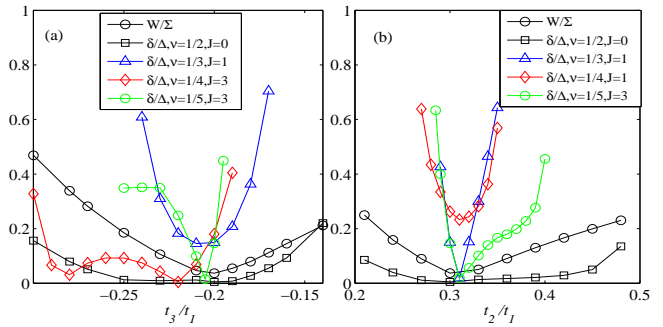 (a)
W/Σ
δ/Δ,ν=1/2,J=0
δ/Δ,ν=1/3,J=1
δ/Δ,ν=1/4,J=3
δ/Δ,ν=1/5,J=3
1
0.8
0.6
0.4
0.2
0
−0.25
−0.2
−0.15
t3/t1
(b)
W/Σ
δ/Δ,ν=1/2,J=0
δ/Δ,ν=1/3,J=1
δ/Δ,ν=1/4,J=1
δ/Δ,ν=1/5,J=3
1
0.8
0.6
0.4
0.2
0
0.2
0.3
0.4
0.5
t2/t1